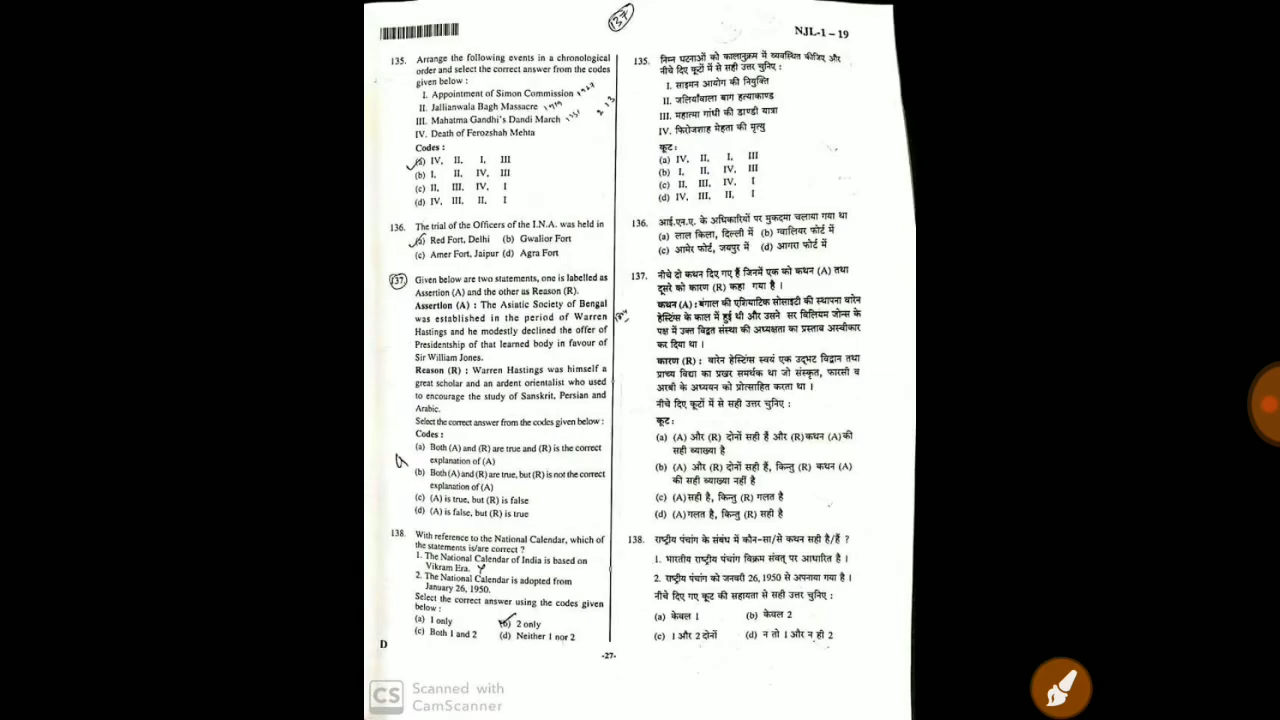 137
NJL-1 – 19
135. Arrange the following events in a chronological
order and select the correct answer from the codes
given below :
I. Appointment of Simon Commission 1927
II. Jallianwala Bagh Massacre 1919
III. Mahatma Gandhi's Dandi March
IV. Death of Ferozshah Mehta
Codes :
(a) IV, II, I, III
(b) I, II, IV, III
(c) II, III, IV, I
(d) IV, III, II, I
136. The trial of the Officers of the I.N.A. was held in
(a) Red Fort, Delhi (b) Gwalior Fort
(c) Amer Fort, Jaipur (d) Agra Fort
137. Given below are two statements, one is labelled as
Assertion (A) and the other as Reason (R).
Assertion (A) : The Asiatic Society of Bengal
was established in the period of Warren
Hastings and he modestly declined the offer of
Presidentship of that learned body in favour of
Sir William Jones.
Reason (R) : Warren Hastings was himself a
great scholar and an ardent orientalist who used
to encourage the study of Sanskrit, Persian and
Arabic.
Select the correct answer from the codes given below :
Codes :
(a) Both (A) and (R) are true and (R) is the correct
explanation of (A)
(b) Both (A) and (R) are true, but (R) is not the correct
explanation of (A)
(c) (A) is true, but (R) is false
(d) (A) is false, but (R) is true
138. With reference to the National Calendar, which of
the statements is/are correct ?
1. The National Calendar of India is based on
Vikram Era.
2. The National Calendar is adopted from
January 26, 1950.
Select the correct answer using the codes given
below :
(a) 1 only (b) 2 only
(c) Both 1 and 2 (d) Neither 1 nor 2
D
135. निम्न घटनाओं को कालानुक्रम में व्यवस्थित कीजिए और
नीचे दिए कूटों में से सही उत्तर चुनिए :
I. साइमन आयोग की नियुक्ति
II. जलियाँवाला बाग हत्याकाण्ड
III. महात्मा गांधी की डाण्डी यात्रा
IV. फिरोजशाह मेहता की मृत्यु
कूट :
(a) IV, II, I, III
(b) I, II, IV, III
(c) II, III, IV, I
(d) IV, III, II, I
136. आई.एन.ए. के अधिकारियों पर मुकदमा चलाया गया था
(a) लाल किला, दिल्ली में (b) ग्वालियर फोर्ट में
(c) आमेर फोर्ट, जयपुर में (d) आगरा फोर्ट में
137. नीचे दो कथन दिए गए हैं जिनमें एक को कथन (A) तथा
दूसरे को कारण (R) कहा गया है ।
कथन (A) : बंगाल की एशियाटिक सोसाइटी की स्थापना वारेन
हेस्टिंग्स के काल में हुई थी और उसने सर विलियम जोन्स के
पक्ष में उक्त विद्वत संस्था की अध्यक्षता का प्रस्ताव अस्वीकार
कर दिया था ।
कारण (R) : वारेन हेस्टिंग्स स्वयं एक उद्भट विद्वान तथा
प्राच्य विद्या का प्रखर समर्थक था जो संस्कृत, फारसी व
अरबी के अध्ययन को प्रोत्साहित करता था ।
नीचे दिए कूटों में से सही उत्तर चुनिए :
कूट :
(a) (A) और (R) दोनों सही हैं और (R) कथन (A) की
सही व्याख्या है
(b) (A) और (R) दोनों सही हैं, किन्तु (R) कथन (A)
की सही व्याख्या नहीं है
(c) (A) सही है, किन्तु (R) गलत है
(d) (A) गलत है, किन्तु (R) सही है
138. राष्ट्रीय पंचांग के संबंध में कौन-सा/से कथन सही है/हैं ?
1. भारतीय राष्ट्रीय पंचांग विक्रम संवत् पर आधारित है ।
2. राष्ट्रीय पंचांग को जनवरी 26, 1950 से अपनाया गया है ।
नीचे दिए गए कूट की सहायता से सही उत्तर चुनिए :
(a) केवल 1 (b) केवल 2
(c) 1 और 2 दोनों (d) न तो 1 और न ही 2
-27-
CS Scanned with
CamScanner